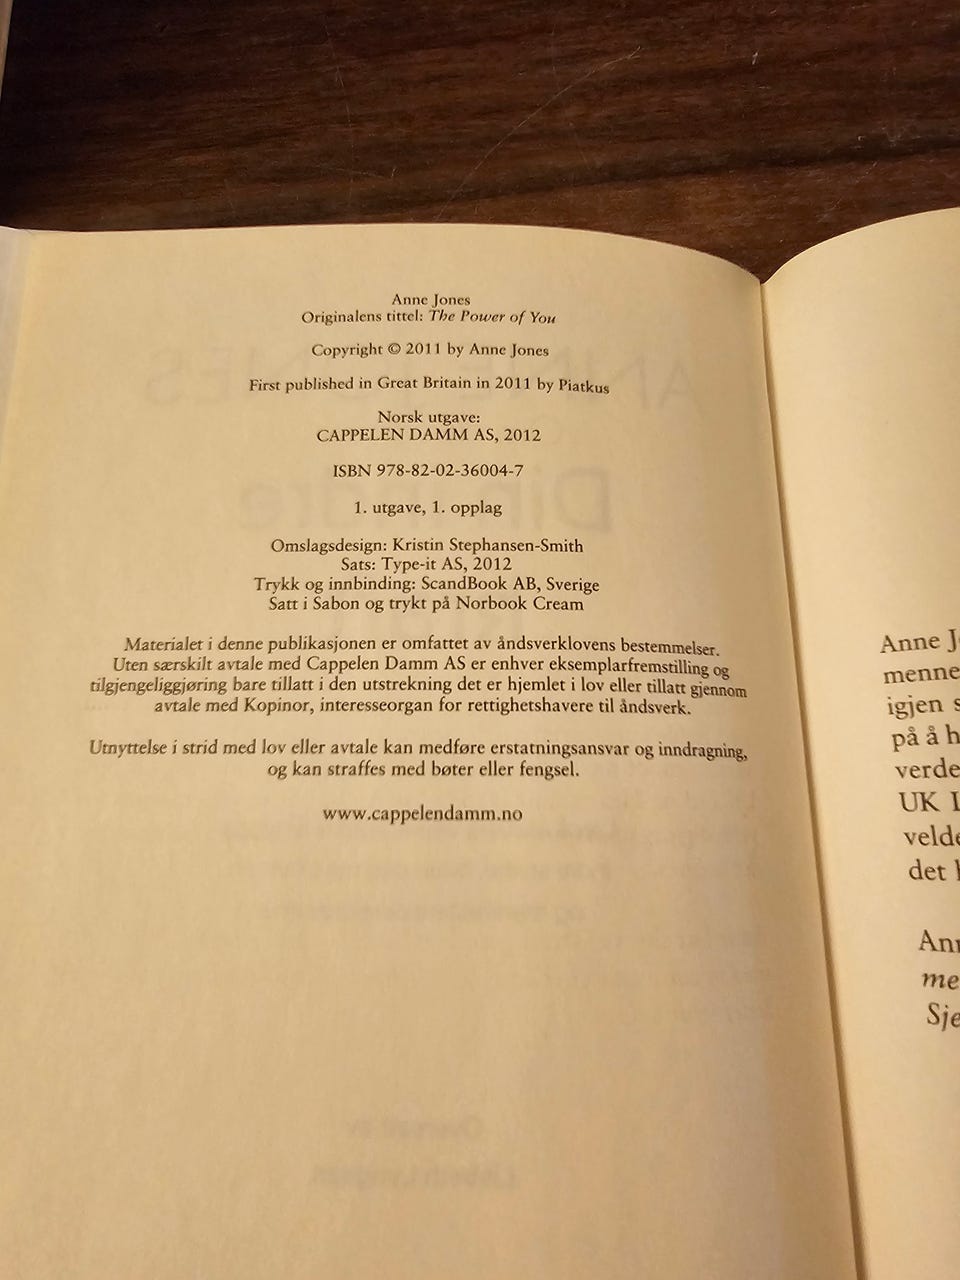 Anne Jones
Originalens tittel: The Power of You
Copyright © 2011 by Anne Jones
First published in Great Britain in 2011 by Piatkus
Norsk utgave:
CAPPELEN DAMM AS, 2012
ISBN 978-82-02-36004-7
1. utgave, 1. opplag
Omslagsdesign: Kristin Stephansen-Smith
Sats: Type-it AS, 2012
Trykk og innbinding: ScandBook AB, Sverige
Satt i Sabon og trykt på Norbook Cream
Materialet i denne publikasjonen er omfattet av åndsverklovens bestemmelser.
Uten særskilt avtale med Cappelen Damm AS er enhver eksemplarfremstilling og
tilgjengeliggjøring bare tillatt i den utstrekning det er hjemlet i lov eller tillatt gjennom
avtale med Kopinor, interesseorgan for rettighetshavere til åndsverk.
Utnyttelse i strid med lov eller avtale kan medføre erstatningsansvar og inndragning,
og kan straffes med bøter eller fengsel.
www.cappelendamm.no
Anne
menne
igjen
på å
verde
UK
veld
det
me
Sje